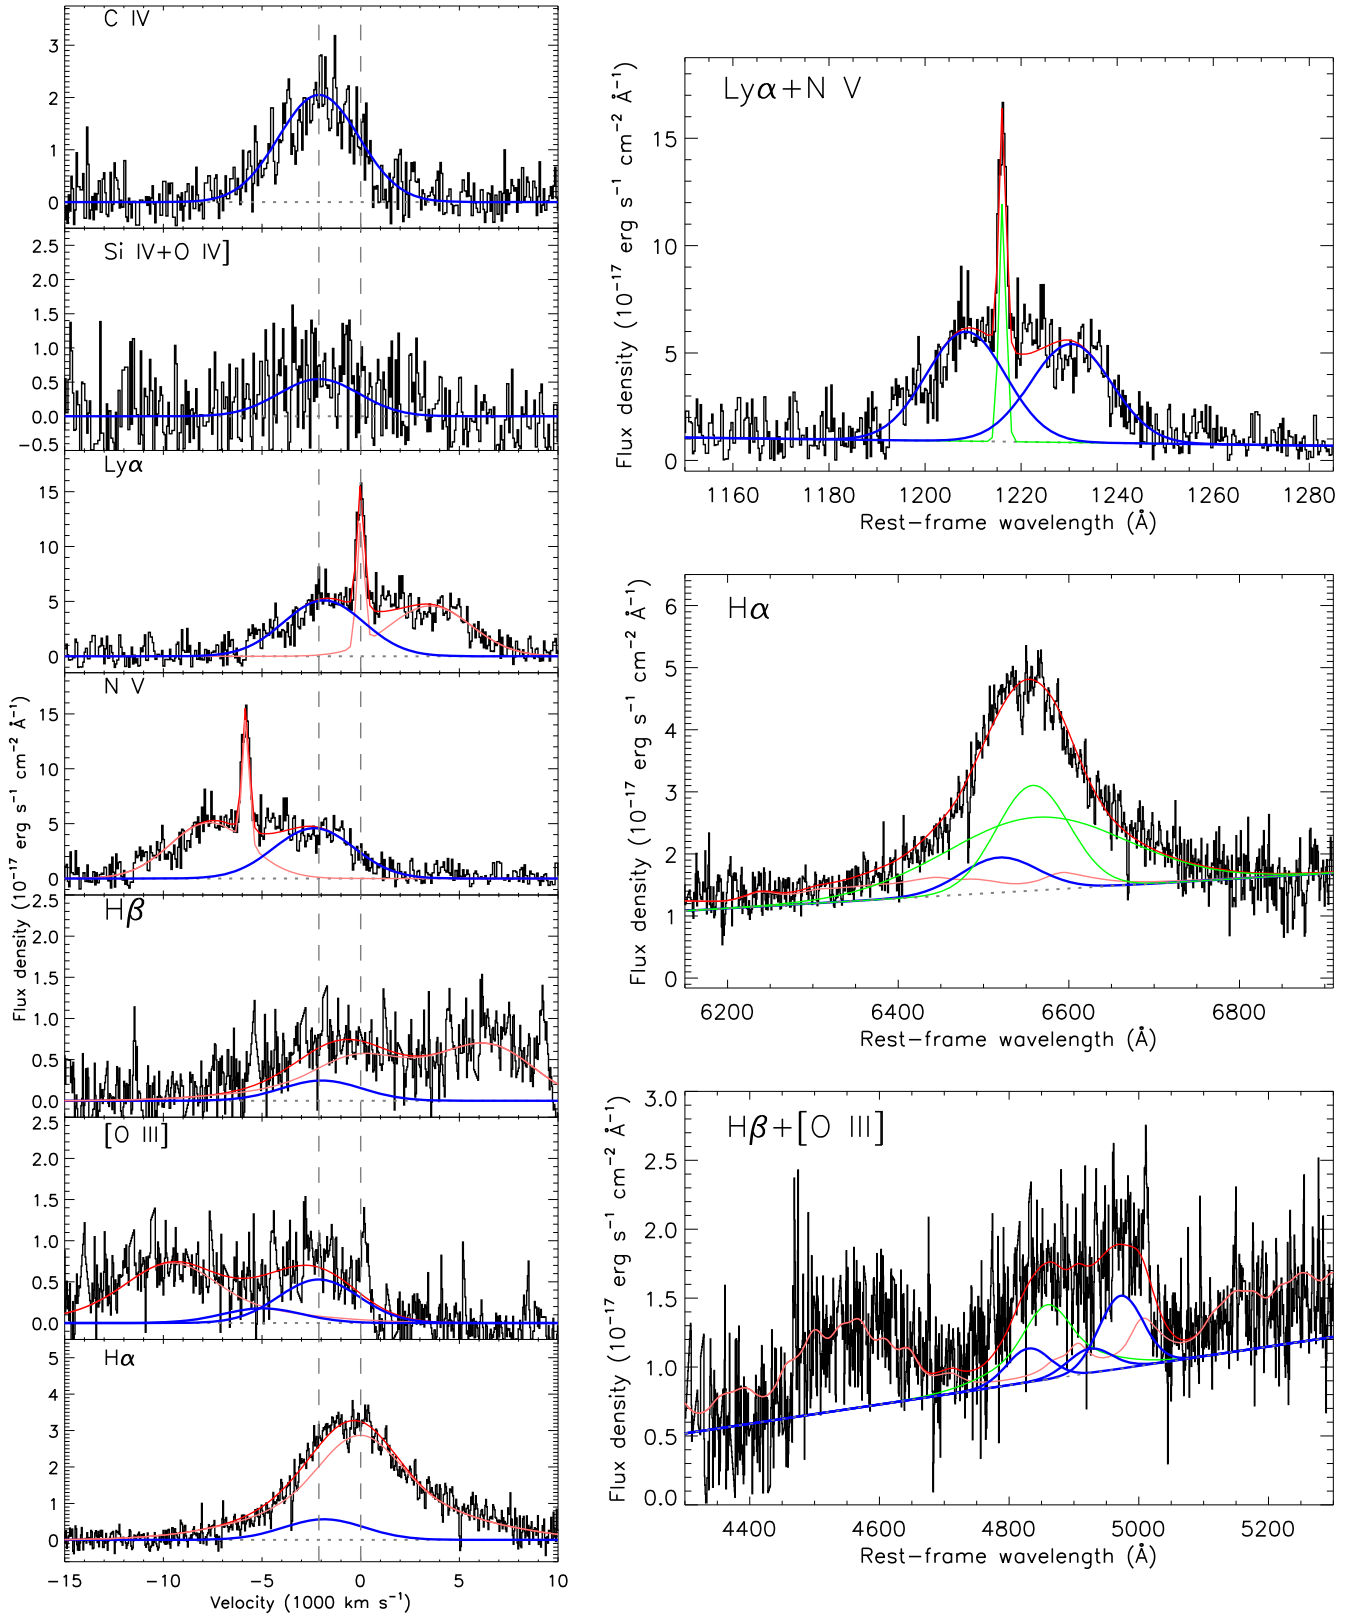 C IV
3
2
1
0
Si IV+O IV]
2.5
2.0
1.5
1.0
0.5
0.0
−0.5
Lyα
15
10
5
0
N V
15
10
5
0
Hβ
2.5
2.0
1.5
1.0
0.5
0.0
[O III]
2.5
2.0
1.5
1.0
0.5
0.0
Hα
5
4
3
2
1
0
−15 −10 −5 0 5 10
Velocity (1000 km s⁻¹)
Flux density (10⁻¹⁷ erg s⁻¹ cm⁻² Å⁻¹)
Lyα+N V
15
10
5
0
1160 1180 1200 1220 1240 1260 1280
Rest−frame wavelength (Å)
Flux density (10⁻¹⁷ erg s⁻¹ cm⁻² Å⁻¹)
Hα
6
5
4
3
2
1
0
6200 6400 6600 6800
Rest−frame wavelength (Å)
Flux density (10⁻¹⁷ erg s⁻¹ cm⁻² Å⁻¹)
Hβ+[O III]
3.0
2.5
2.0
1.5
1.0
0.5
0.0
4400 4600 4800 5000 5200
Rest−frame wavelength (Å)
Flux density (10⁻¹⁷ erg s⁻¹ cm⁻² Å⁻¹)